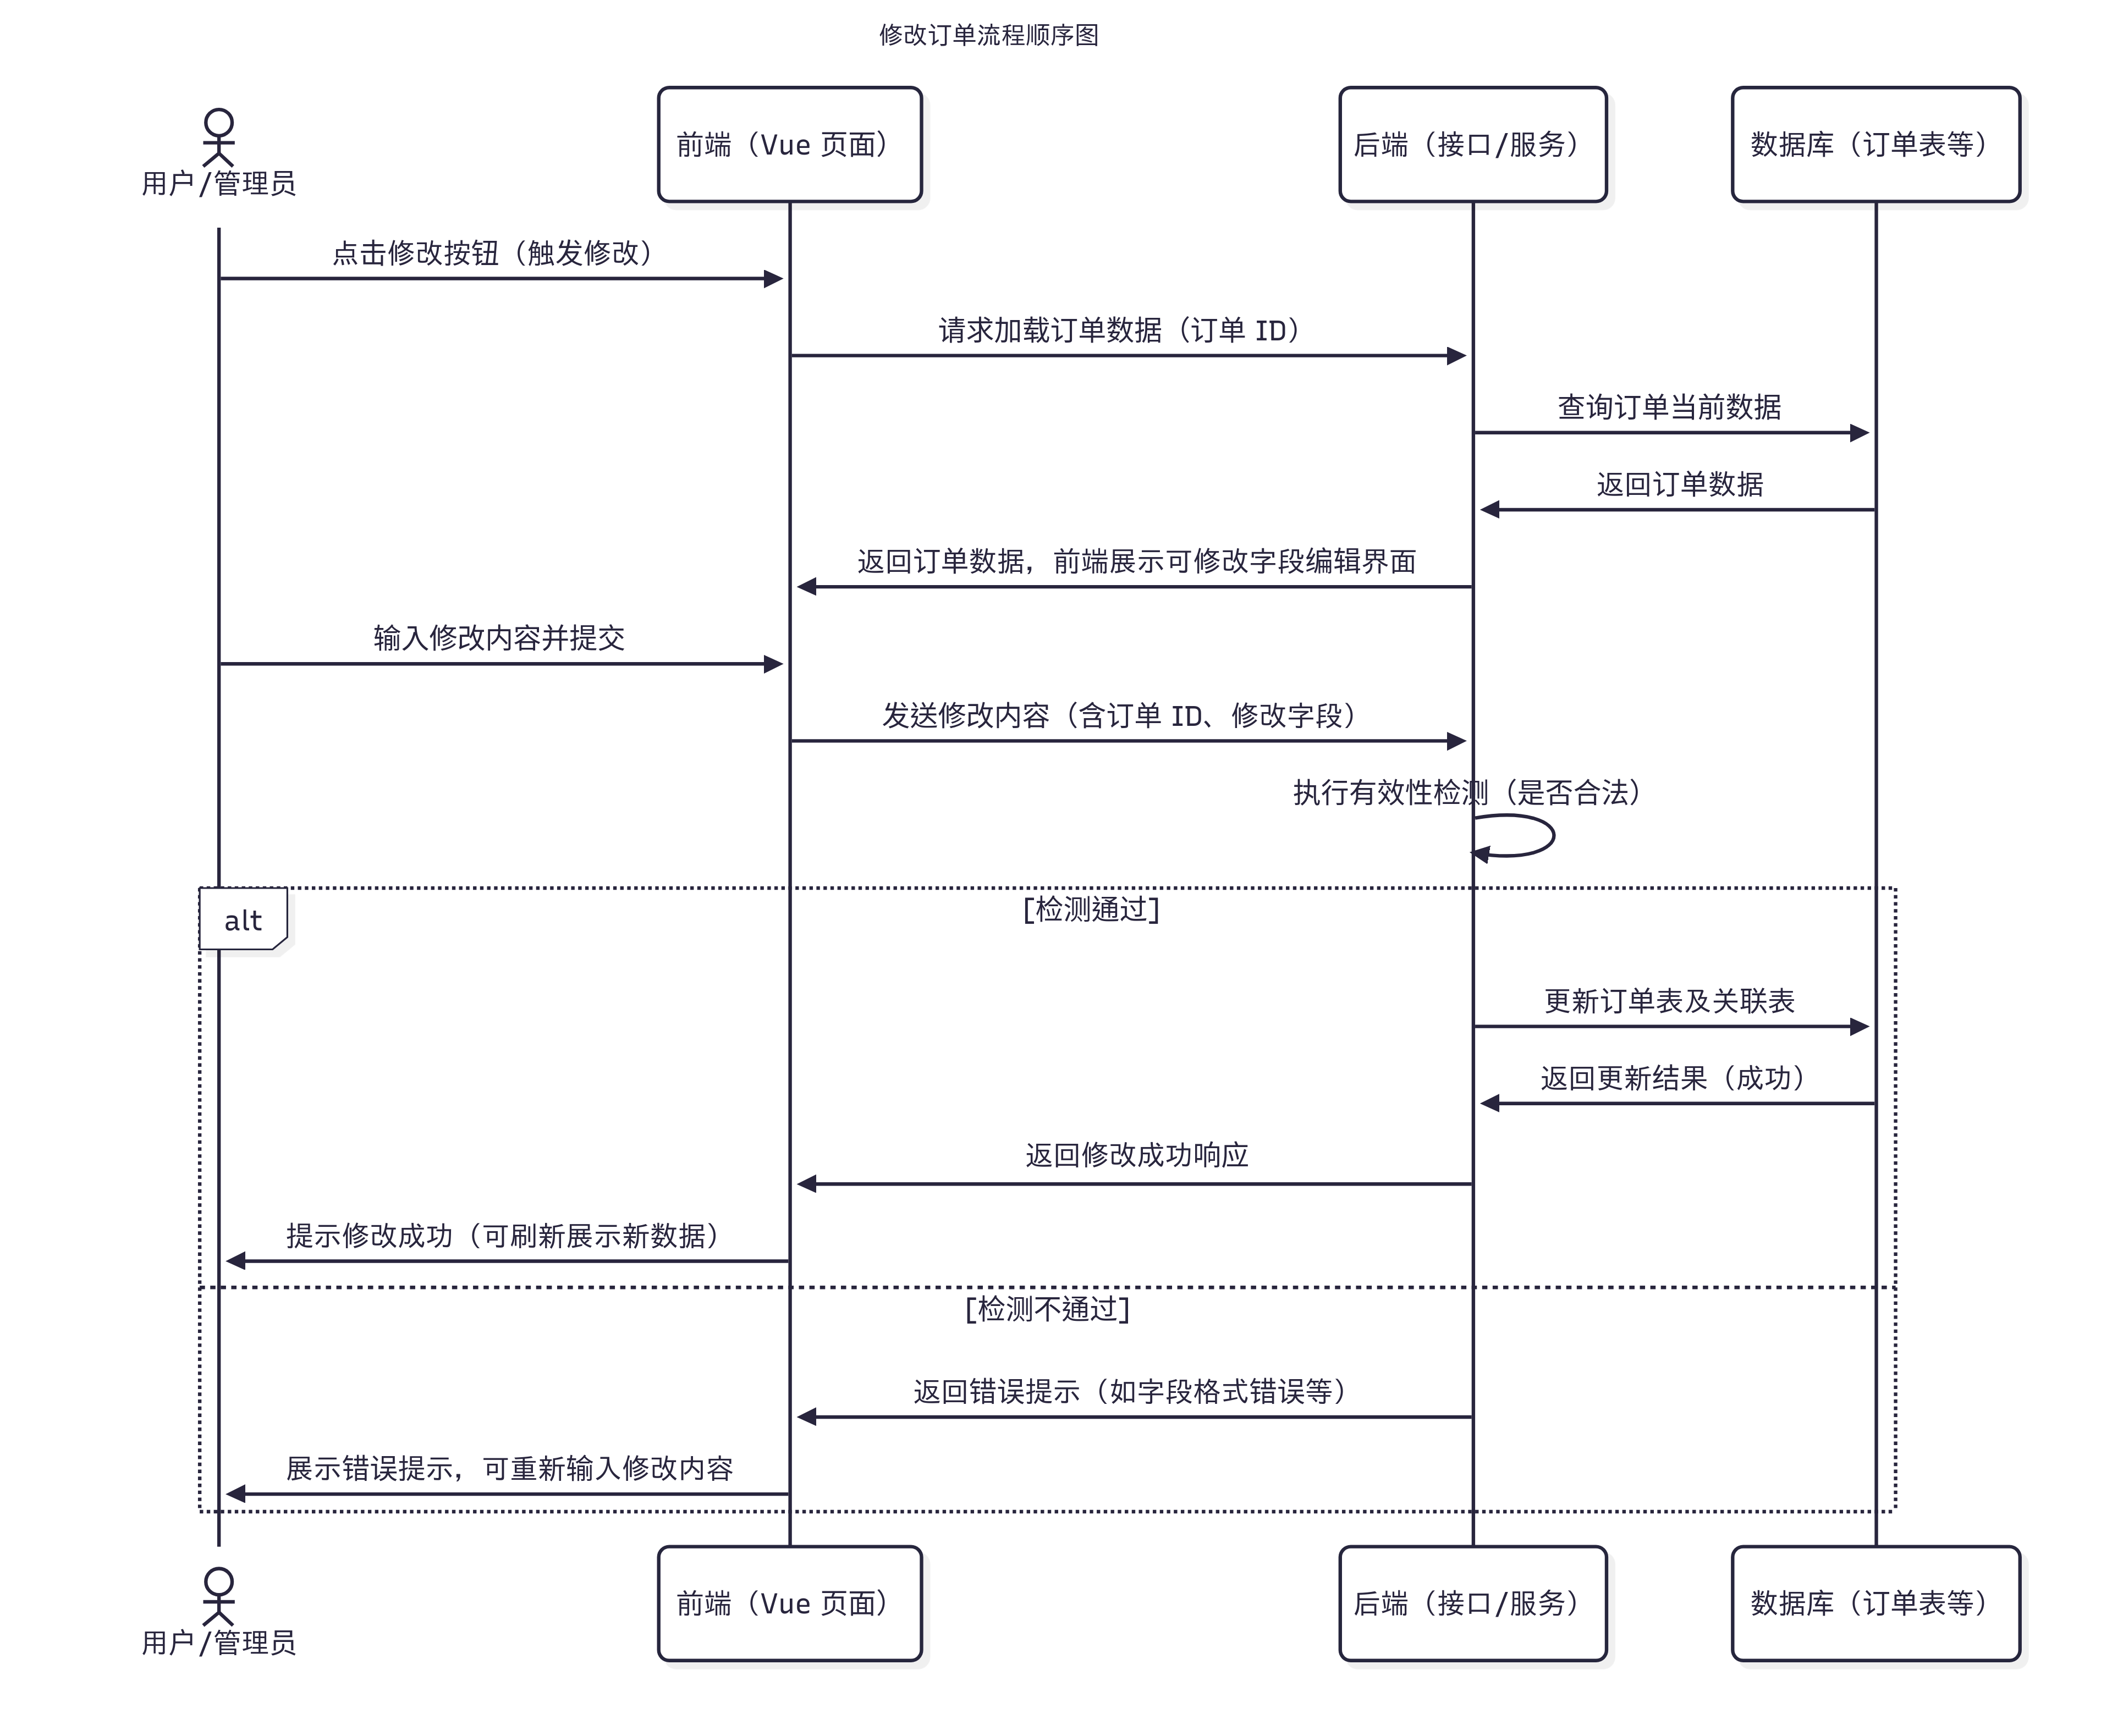 修改订单流程顺序图
用户/管理员
前端（Vue 页面）
后端（接口/服务）
数据库（订单表等）
点击修改按钮（触发修改）
请求加载订单数据（订单 ID）
查询订单当前数据
返回订单数据
返回订单数据，前端展示可修改字段编辑界面
输入修改内容并提交
发送修改内容（含订单 ID、修改字段）
执行有效性检测（是否合法）
alt
[检测通过]
更新订单表及关联表
返回更新结果（成功）
返回修改成功响应
提示修改成功（可刷新展示新数据）
[检测不通过]
返回错误提示（如字段格式错误等）
展示错误提示，可重新输入修改内容
用户/管理员
前端（Vue 页面）
后端（接口/服务）
数据库（订单表等）